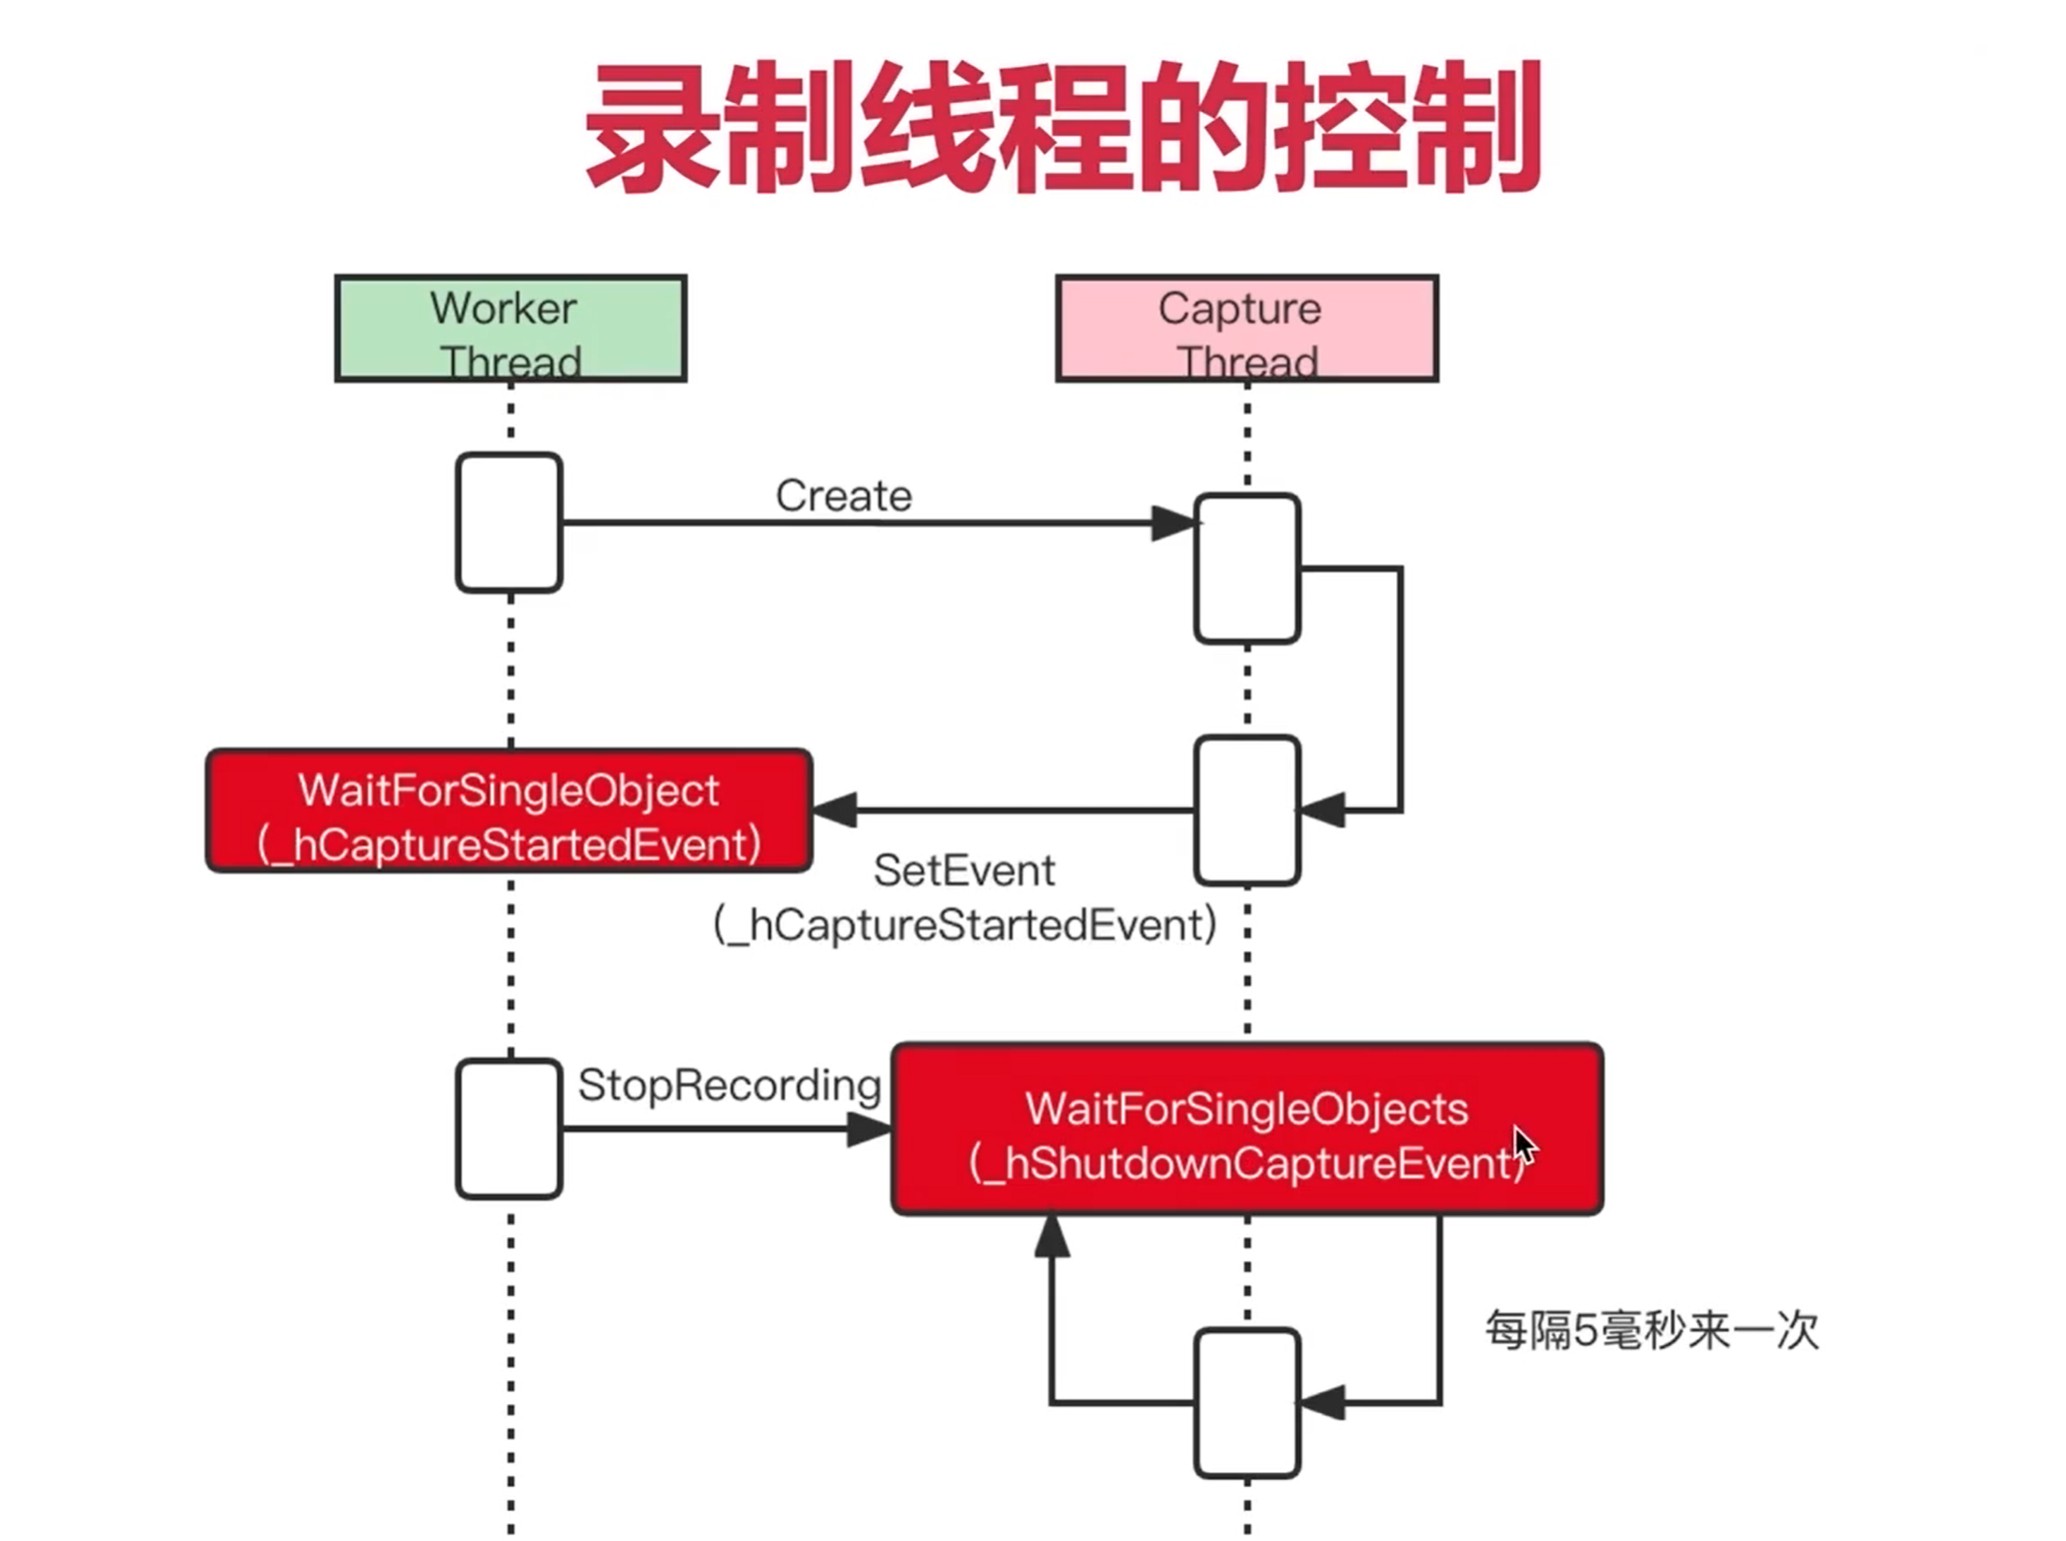 录制线程的控制
Worker
Thread
Capture
Thread
Create
WaitForSingleObject
(_hCaptureStartedEvent)
SetEvent
(_hCaptureStartedEvent)
StopRecording
WaitForSingleObjects
(_hShutdownCaptureEvent)
每隔5毫秒来一次